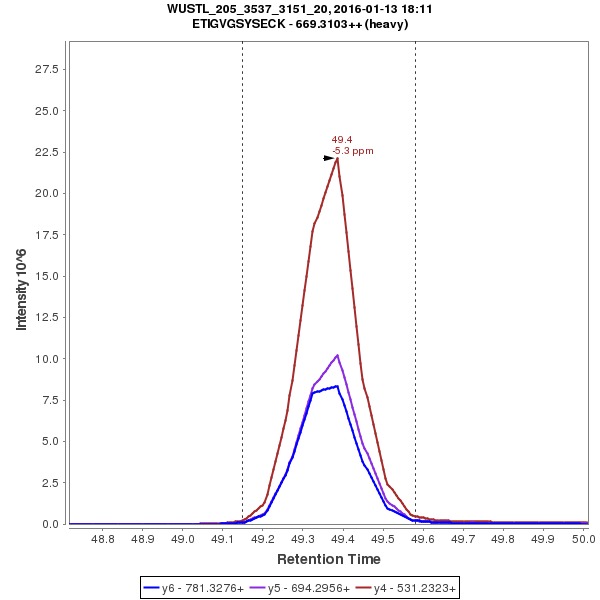 WUSTL_205_3537_3151_20, 2016-01-13 18:11
ETIGVGSYSECK - 669.3103++ (heavy)
27.5
25.0
22.5
20.0
17.5
15.0
12.5
10.0
7.5
5.0
2.5
0.0
Intensity 10^6
49.4
-5.3 ppm
48.8 48.9 49.0 49.1 49.2 49.3 49.4 49.5 49.6 49.7 49.8 49.9 50.0
Retention Time
y6 - 781.3276+ y5 - 694.2956+ y4 - 531.2323+